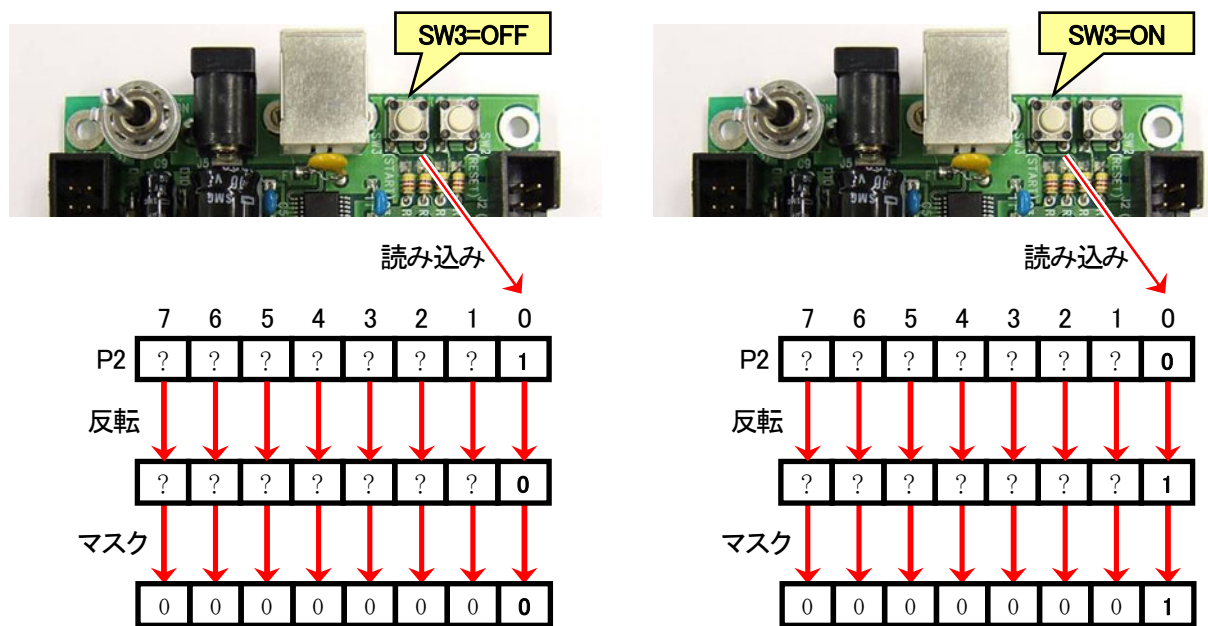 SW3=OFF
SW3=ON
読み込み
読み込み
7 6 5 4 3 2 1 0
7 6 5 4 3 2 1 0
P2 ? ? ? ? ? ? ? 1
P2 ? ? ? ? ? ? ? 0
反転
反転
? ? ? ? ? ? ? 0
? ? ? ? ? ? ? 1
マスク
マスク
0 0 0 0 0 0 0 0
0 0 0 0 0 0 0 1